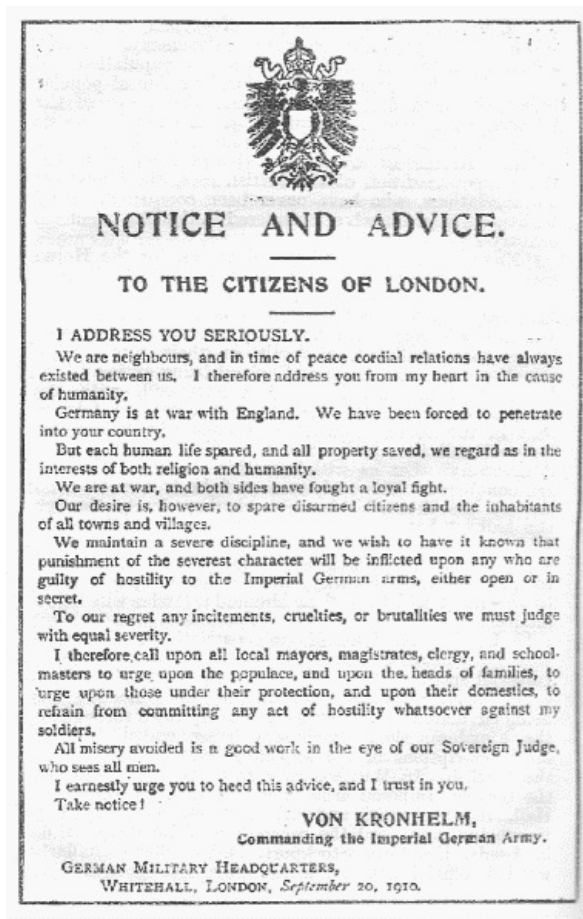 NOTICE AND ADVICE.
TO THE CITIZENS OF LONDON.
I ADDRESS YOU SERIOUSLY.
We are neighbours, and in time of peace cordial relations have always
existed between us. I therefore address you from my heart in the cause
of humanity.
Germany is at war with England. We have been forced to penetrate
into your country.
But each human life spared, and all property saved, we regard as in the
interests of both religion and humanity.
We are at war, and both sides have fought a loyal fight.
Our desire is, however, to spare disarmed citizens and the inhabitants
of all towns and villages.
We maintain a severe discipline, and we wish to have it known that
punishment of the severest character will be inflicted upon any who are
guilty of hostility to the Imperial German arms, either open or in
secret.
To our regret any incitements, cruelties, or brutalities we must judge
with equal severity.
I therefore call upon all local mayors, magistrates, clergy, and school-
masters to urge upon the populace, and upon the heads of families, to
urge upon those under their protection, and upon their domestics, to
refrain from committing any act of hostility whatsoever against my
soldiers.
All misery avoided is a good work in the eye of our Sovereign Judge,
who sees all men.
I earnestly urge you to heed this advice, and I trust in you.
Take notice!
VON KRONHELM,
Commanding the Imperial German Army.
GERMAN MILITARY HEADQUARTERS,
WHITEHALL, LONDON, September 20, 1910.